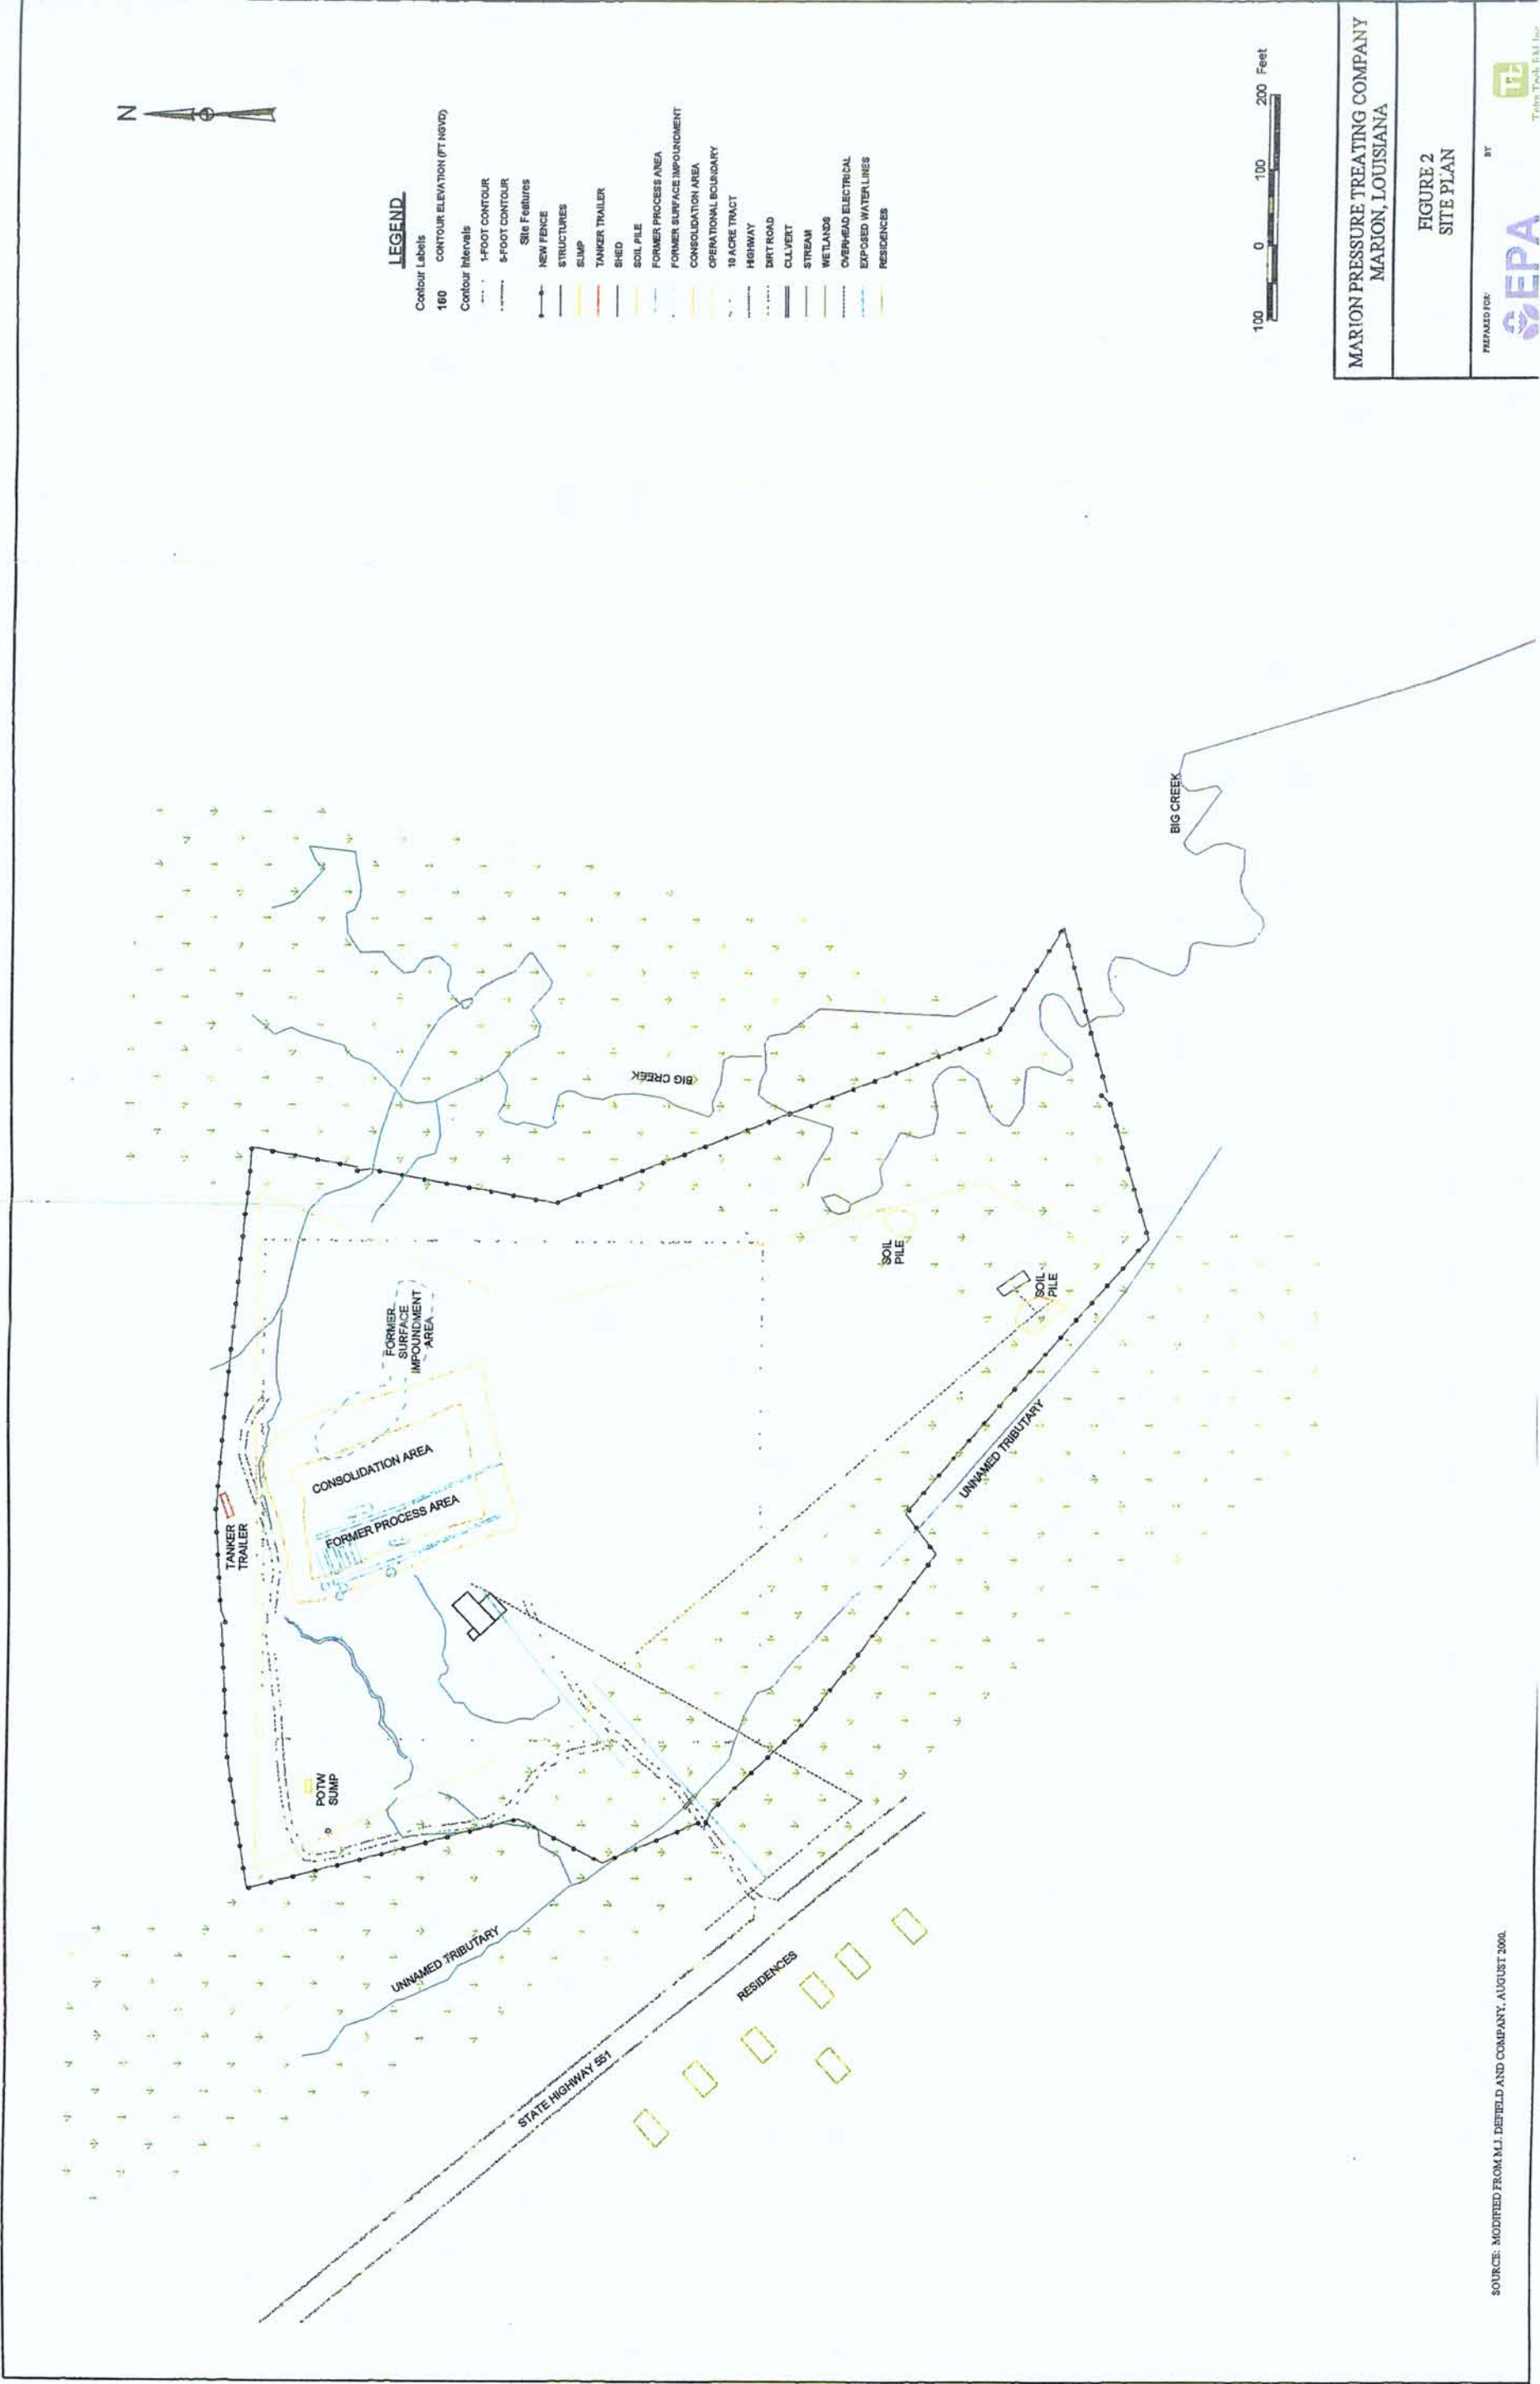 N
LEGEND
Contour Labels
160 CONTOUR ELEVATION (FT NGVD)
Contour Intervals
1-FOOT CONTOUR
5-FOOT CONTOUR
Site Features
NEW FENCE
STRUCTURES
SUMP
TANKER TRAILER
SHED
SOIL PILE
FORMER PROCESS AREA
FORMER SURFACE IMPOUNDMENT
CONSOLIDATION AREA
OPERATIONAL BOUNDARY
10 ACRE TRACT
HIGHWAY
DIRT ROAD
CULVERT
STREAM
WETLANDS
OVERHEAD ELECTRICAL
EXPOSED WATER LINES
RESIDENCES
TANKER
TRAILER
POTW
SUMP
FORMER
SURFACE
IMPOUNDMENT
AREA
CONSOLIDATION AREA
FORMER PROCESS AREA
BIG CREEK
BIG CREEK
SOIL
PILE
SOIL
PILE
UNNAMED TRIBUTARY
UNNAMED TRIBUTARY
STATE HIGHWAY 551
RESIDENCES
100 0 100 200 Feet
MARION PRESSURE TREATING COMPANY
MARION, LOUISIANA
FIGURE 2
SITE PLAN
PREPARED FOR: BY
EPA
Tt
Tetra Tech EM Inc.
SOURCE: MODIFIED FROM M.J. DEFIELD AND COMPANY, AUGUST 2000.